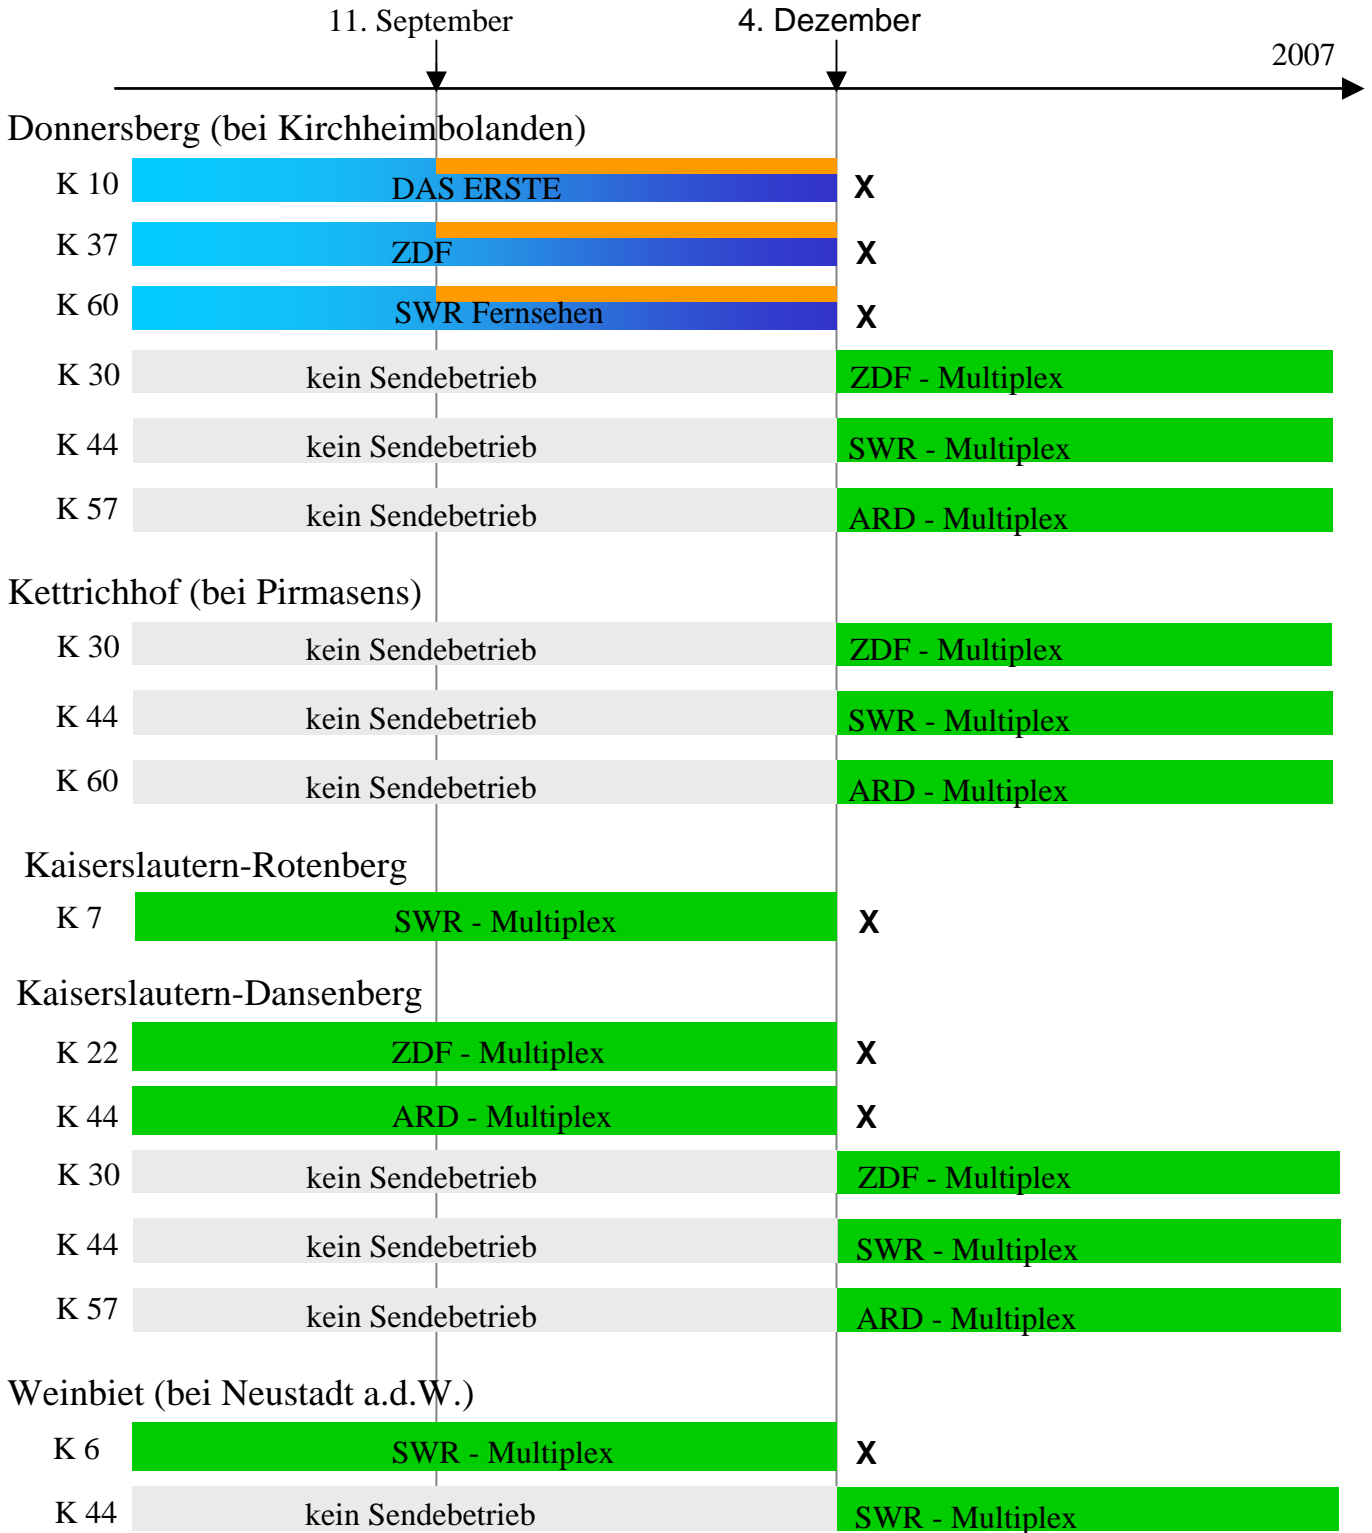 11. September 4. Dezember
2007
Donnersberg (bei Kirchheimbolanden)
K 10 DAS ERSTE X
K 37 ZDF X
K 60 SWR Fernsehen X
K 30 kein Sendebetrieb ZDF - Multiplex
K 44 kein Sendebetrieb SWR - Multiplex
K 57 kein Sendebetrieb ARD - Multiplex
Kettrichhof (bei Pirmasens)
K 30 kein Sendebetrieb ZDF - Multiplex
K 44 kein Sendebetrieb SWR - Multiplex
K 60 kein Sendebetrieb ARD - Multiplex
Kaiserslautern-Rotenberg
K 7 SWR - Multiplex X
Kaiserslautern-Dansenberg
K 22 ZDF - Multiplex X
K 44 ARD - Multiplex X
K 30 kein Sendebetrieb ZDF - Multiplex
K 44 kein Sendebetrieb SWR - Multiplex
K 57 kein Sendebetrieb ARD - Multiplex
Weinbiet (bei Neustadt a.d.W.)
K 6 SWR - Multiplex X
K 44 kein Sendebetrieb SWR - Multiplex